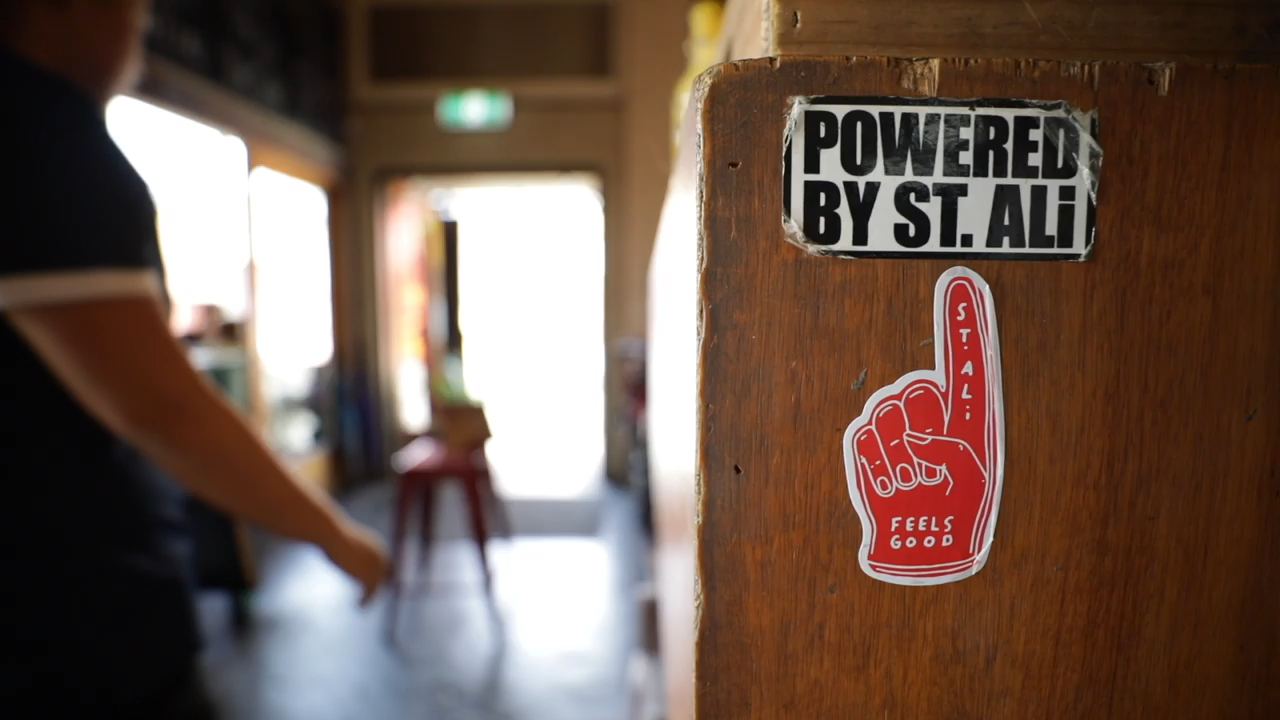 POWERED
BY ST. ALi
ST. ALi
FEELS
GOOD